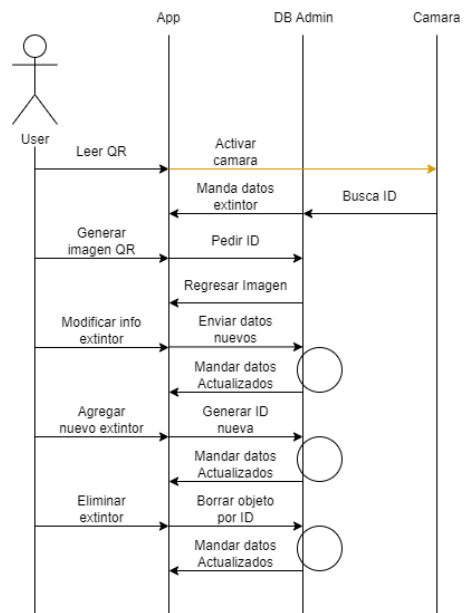 App
DB Admin
Camara
User
Leer QR
Activar
camara
Manda datos
extintor
Busca ID
Generar
imagen QR
Pedir ID
Regresar Imagen
Modificar info
extintor
Enviar datos
nuevos
Mandar datos
Actualizados
Agregar
nuevo extintor
Generar ID
nueva
Mandar datos
Actualizados
Eliminar
extintor
Borrar objeto
por ID
Mandar datos
Actualizados